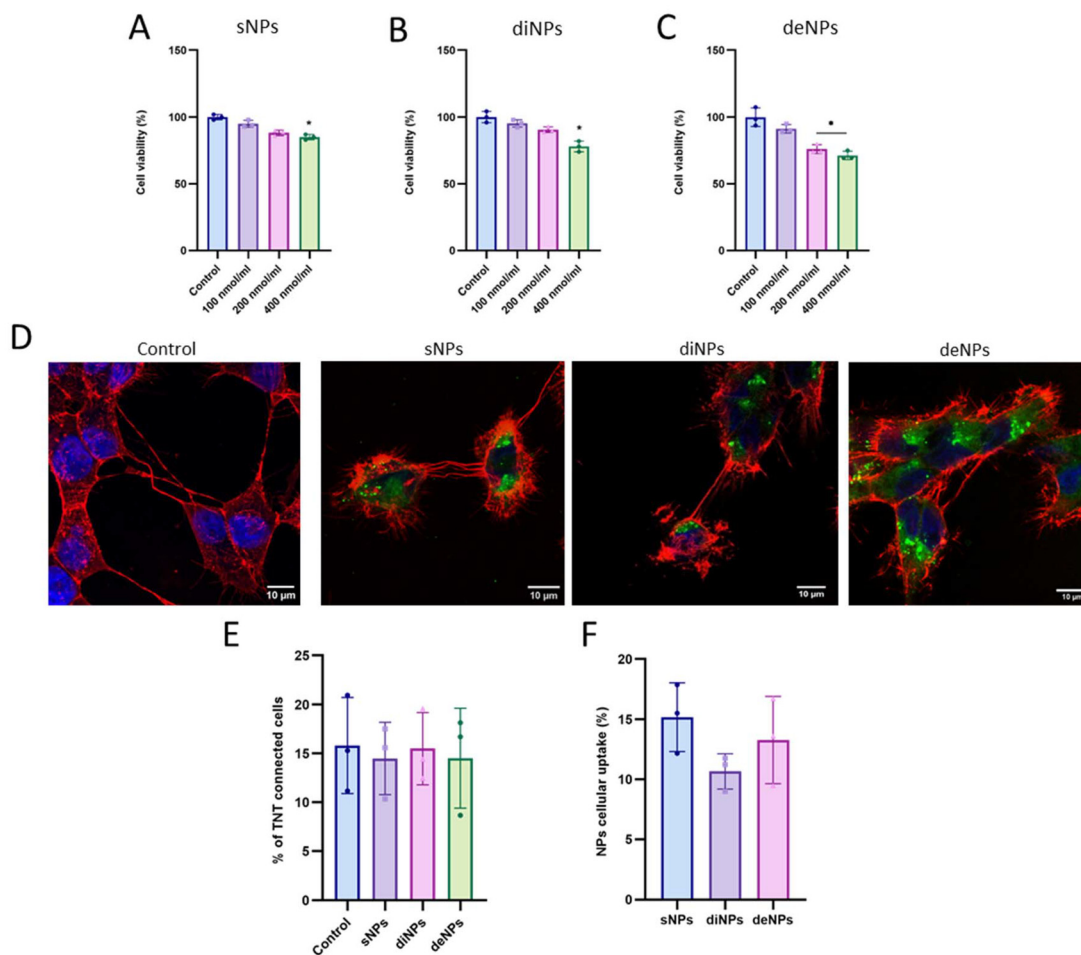 A
sNPs
Cell viability (%)
150
100
50
0
*
Control
100 nmol/ml
200 nmol/ml
400 nmol/ml
B
diNPs
Cell viability (%)
150
100
50
0
*
Control
100 nmol/ml
200 nmol/ml
400 nmol/ml
C
deNPs
Cell viability (%)
150
100
50
0
*
Control
100 nmol/ml
200 nmol/ml
400 nmol/ml
D
Control
sNPs
diNPs
deNPs
10 µm
10 µm
10 µm
10 µm
E
% of TNT connected cells
25
20
15
10
5
0
Control
sNPs
diNPs
deNPs
F
NPs cellular uptake (%)
20
15
10
5
0
sNPs
diNPs
deNPs